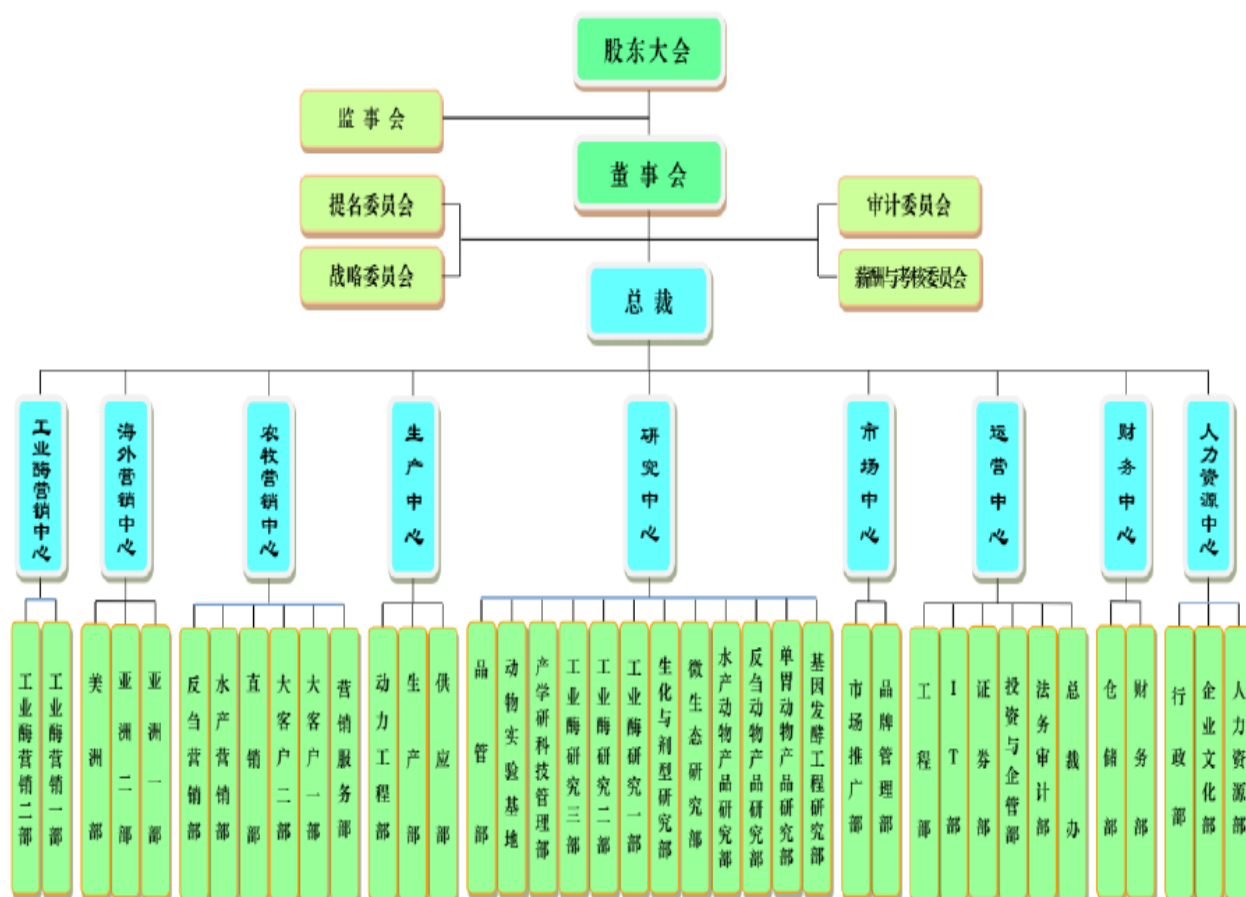 股东大会
监事会
董事会
提名委员会
审计委员会
战略委员会
薪酬与考核委员会
总裁
工业酶营销中心
海外营销中心
农牧营销中心
生产中心
研究中心
市场中心
运营中心
财务中心
人力资源中心
工业酶营销二部
工业酶营销一部
美洲部
亚洲二部
亚洲一部
反刍营销部
水产营销部
直销部
大客户二部
大客户一部
营销服务部
动力工程部
生产部
供应部
品管部
动物实验基地
产学研科技管理部
工业酶研究三部
工业酶研究二部
工业酶研究一部
生化与剂型研究部
微生态研究部
水产动物产品研究部
反刍动物产品研究部
单胃动物产品研究部
基因发酵工程研究部
市场推广部
品牌管理部
工程部
IT部
证券部
投资与企管部
法务审计部
总裁办
仓储部
财务部
行政部
企业文化部
人力资源部